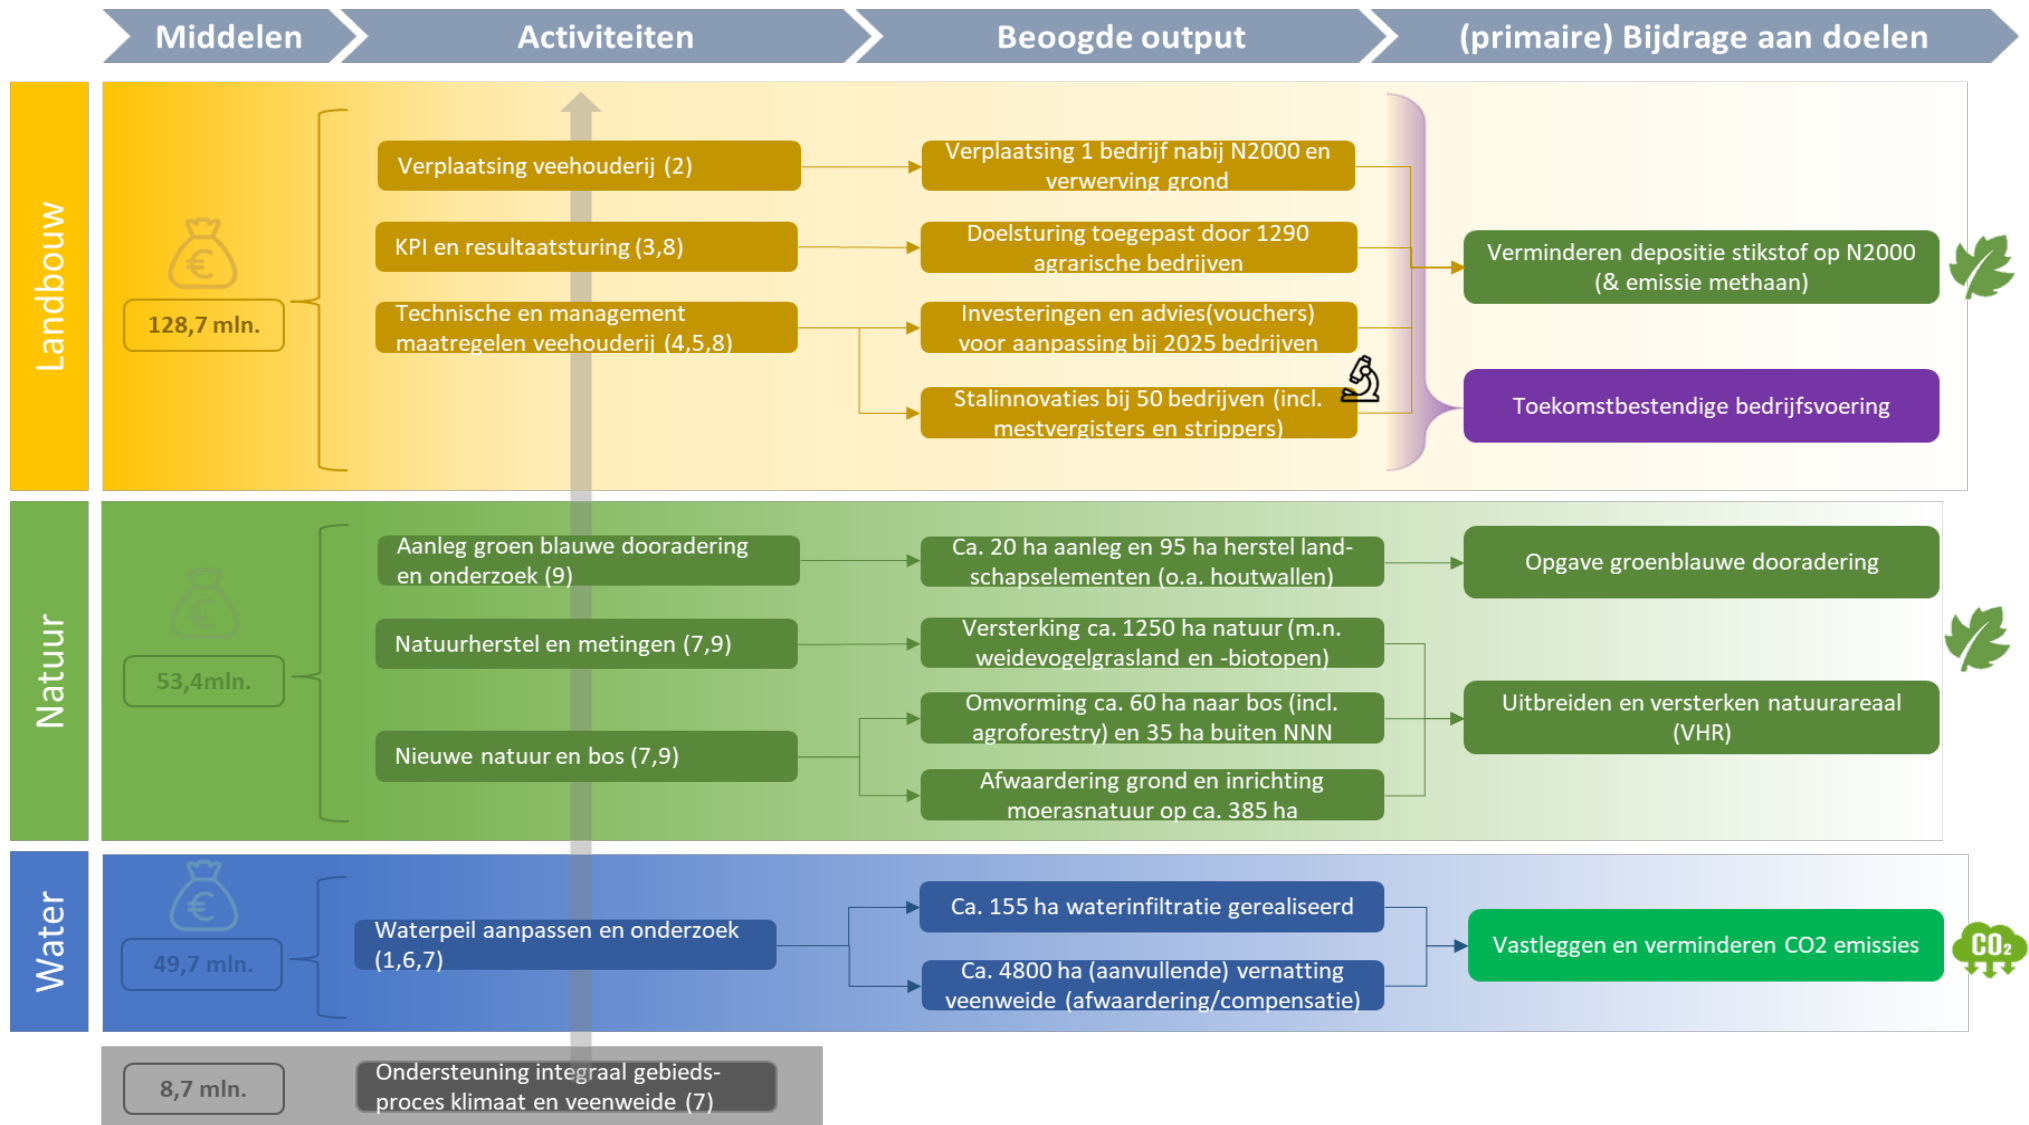 Middelen
Activiteiten
Beoogde output
(primaire) Bijdrage aan doelen
Landbouw
128,7 mln.
Verplaatsing veehouderij (2)
KPI en resultaatsturing (3,8)
Technische en management
maatregelen veehouderij (4,5,8)
Verplaatsing 1 bedrijf nabij N2000 en
verwerving grond
Doelsturing toegepast door 1290
agrarische bedrijven
Investeringen en advies(vouchers)
voor aanpassing bij 2025 bedrijven
Stalinnovaties bij 50 bedrijven (incl.
mestvergisters en strippers)
Verminderen depositie stikstof op N2000
(& emissie methaan)
Toekomstbestendige bedrijfsvoering
Natuur
53,4mln.
Aanleg groen blauwe dooradering
en onderzoek (9)
Natuurherstel en metingen (7,9)
Nieuwe natuur en bos (7,9)
Ca. 20 ha aanleg en 95 ha herstel land-
schapselementen (o.a. houtwallen)
Versterking ca. 1250 ha natuur (m.n.
weidevogelgrasland en -biotopen)
Omvorming ca. 60 ha naar bos (incl.
agroforestry) en 35 ha buiten NNN
Afwaardering grond en inrichting
moerasnatuur op ca. 385 ha
Opgave groenblauwe dooradering
Uitbreiden en versterken natuurareaal
(VHR)
Water
49,7 mln.
Waterpeil aanpassen en onderzoek
(1,6,7)
Ca. 155 ha waterinfiltratie gerealiseerd
Ca. 4800 ha (aanvullende) vernatting
veenweide (afwaardering/compensatie)
Vastleggen en verminderen CO2 emissies
CO₂
8,7 mln.
Ondersteuning integraal gebieds-
proces klimaat en veenweide (7)